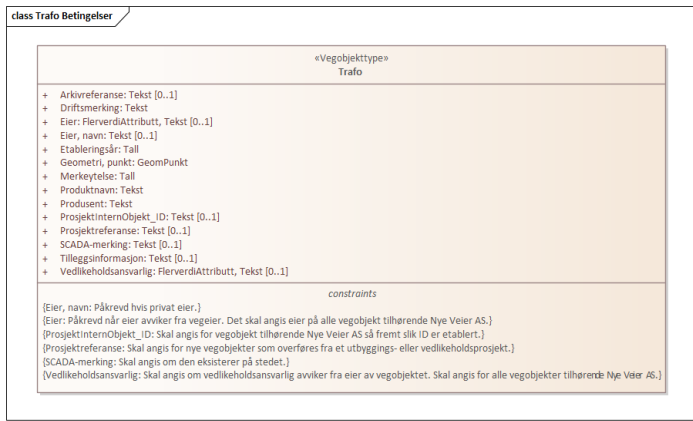 class Trafo Betingelser
«Vegobjekttype»
Trafo
+ Arkivreferanse: Tekst [0..1]
+ Driftsmerking: Tekst
+ Eier: FlerverdiAttributt, Tekst [0..1]
+ Eier, navn: Tekst [0..1]
+ Etableringsår: Tall
+ Geometri, punkt: GeomPunkt
+ Merkeytelse: Tall
+ Produktnavn: Tekst
+ Produsent: Tekst
+ ProsjektInternObjekt_ID: Tekst [0..1]
+ Prosjektreferanse: Tekst [0..1]
+ SCADA-merking: Tekst [0..1]
+ Tilleggsinformasjon: Tekst [0..1]
+ Vedlikeholdsansvarlig: FlerverdiAttributt, Tekst [0..1]
constraints
{Eier, navn: Påkrevd hvis privat eier.}
{Eier: Påkrevd når eier avviker fra vegeier. Det skal angis eier på alle vegobjekt tilhørende Nye Veier AS.}
{ProsjektInternObjekt_ID: Skal angis for vegobjekt tilhørende Nye Veier AS så fremt slik ID er etablert.}
{Prosjektreferanse: Skal angis for nye vegobjekter som overføres fra et utbyggings- eller vedlikeholdsprosjekt.}
{SCADA-merking: Skal angis om den eksisterer på stedet.}
{Vedlikeholdsansvarlig: Skal angis om vedlikeholdsansvarlig avviker fra eier av vegobjektet. Skal angis for alle vegobjekter tilhørende Nye Veier AS.}